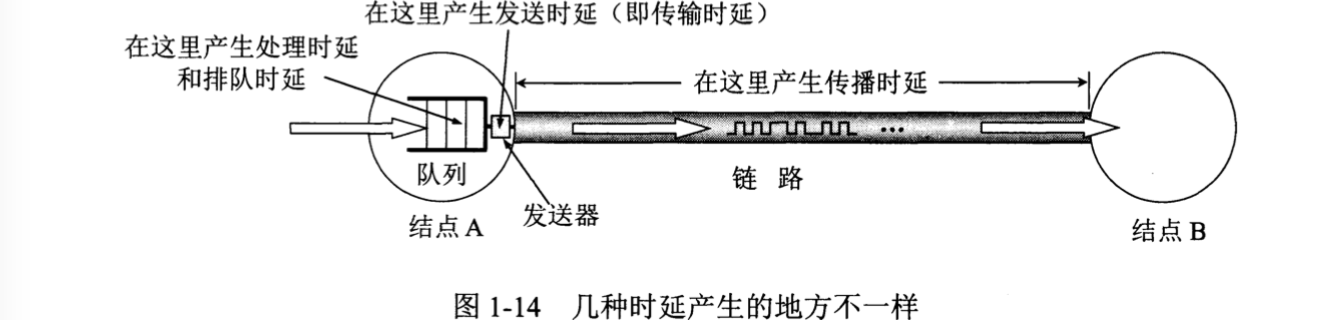 在这里产生发送时延（即传输时延）
在这里产生处理时延
和排队时延
在这里产生传播时延
队列
链 路
结点 A
发送器
结点 B
图 1-14 几种时延产生的地方不一样